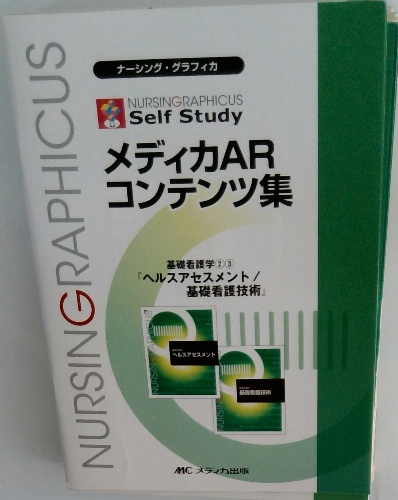 ナーシング・グラフィカ
NURSINGRAPHICUS
NURSINGRAPHICUS
Self Study
メディカAR
コンテンツ集
基礎看護学②③
『ヘルスアセスメント/
基礎看護技術』
ヘルスアセスメント
基礎看護技術
MC メディカ出版